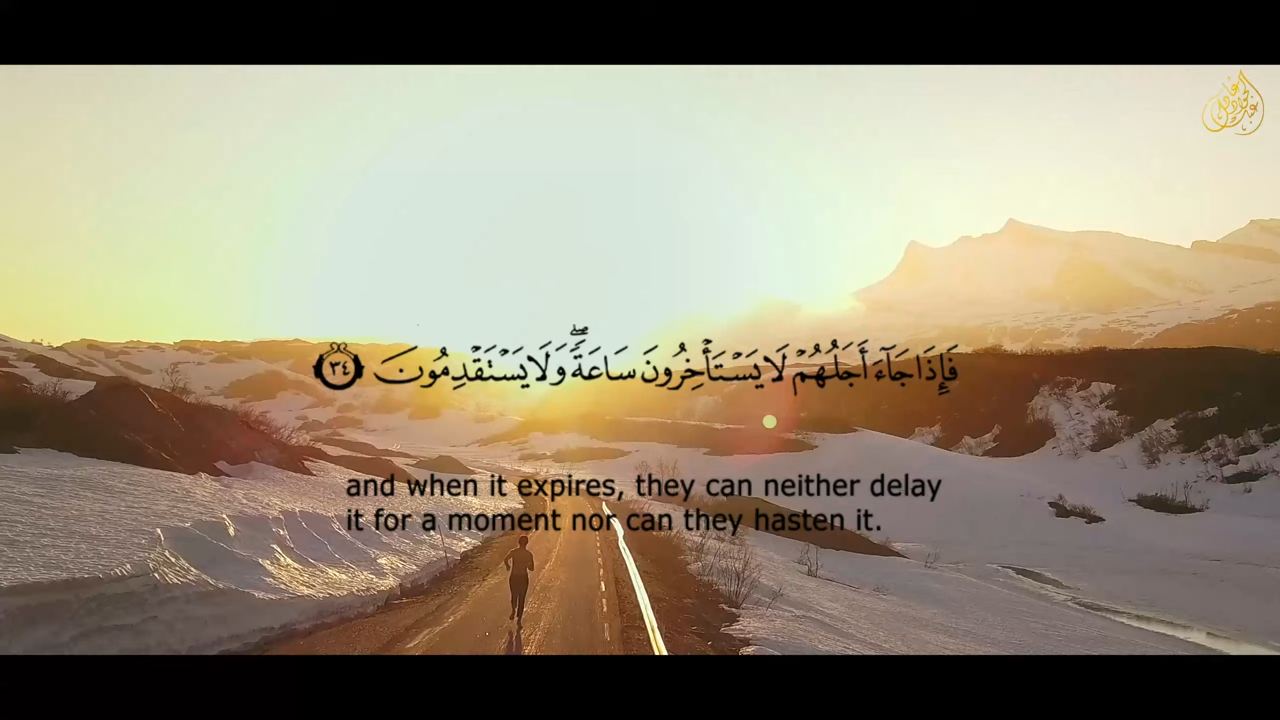 فَإِذَا جَآءَ أَجَلُهُمْ لَا يَسْتَأْخِرُونَ سَاعَةً ۖ وَلَا يَسْتَقْدِمُونَ ٣٤
and when it expires, they can neither delay
it for a moment nor can they hasten it.